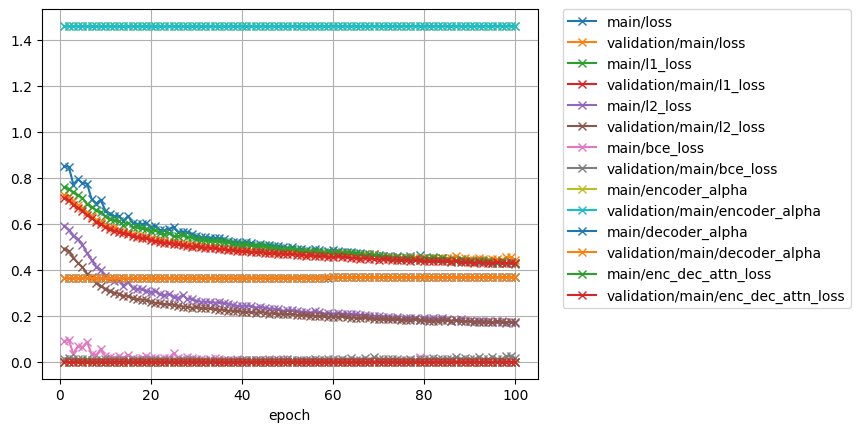 1.4
1.2
1.0
0.8
0.6
0.4
0.2
0.0
0 20 40 60 80 100
epoch
main/loss
validation/main/loss
main/l1_loss
validation/main/l1_loss
main/l2_loss
validation/main/l2_loss
main/bce_loss
validation/main/bce_loss
main/encoder_alpha
validation/main/encoder_alpha
main/decoder_alpha
validation/main/decoder_alpha
main/enc_dec_attn_loss
validation/main/enc_dec_attn_loss